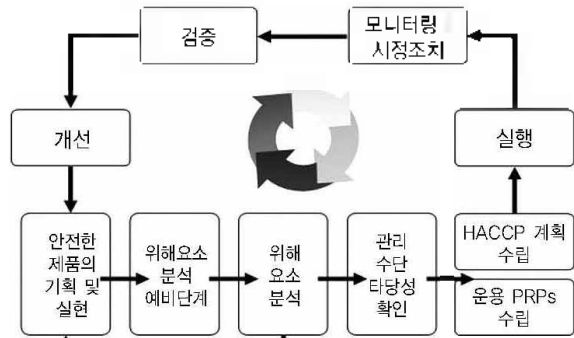 검증
모니터링
시정조치
개선
실행
안전한
제품의
기획 및
실현
위해요소
분석
예비단계
위해
요소
분석
관리
수단
타당성
확인
HACCP 계획
수립
운용 PRPs
수립